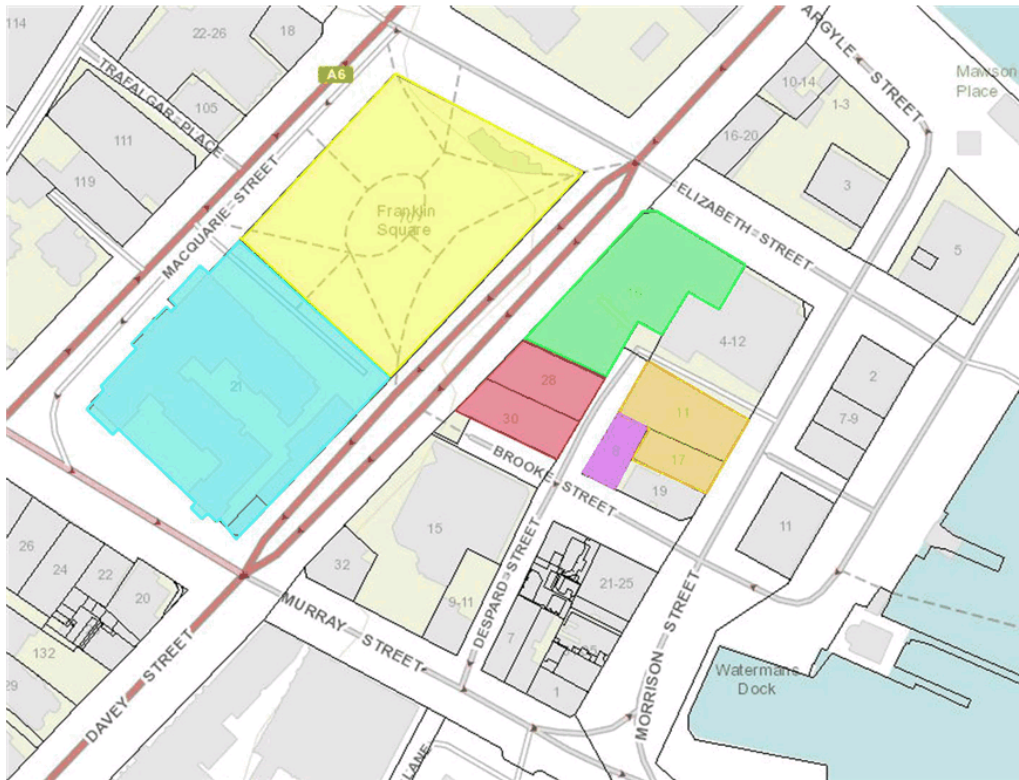 114
22-26
18
A6
ARGYLE STREET
TRAFALGAR PLACE
105
10-14
Mawson
Place
1-3
111
16-20
119
MACQUARIE STREET
3
ELIZABETH STREET
Franklin
Square
5
4-12
2
21
28
11
7-9
30
8
17
BROOKE STREET
19
15
11
26
24
22
20
32
9-11
DESPARD STREET
21-25
MURRAY STREET
7
MORRISON STREET
132
29
DAVEY STREET
1
Watermans
Dock
LANE